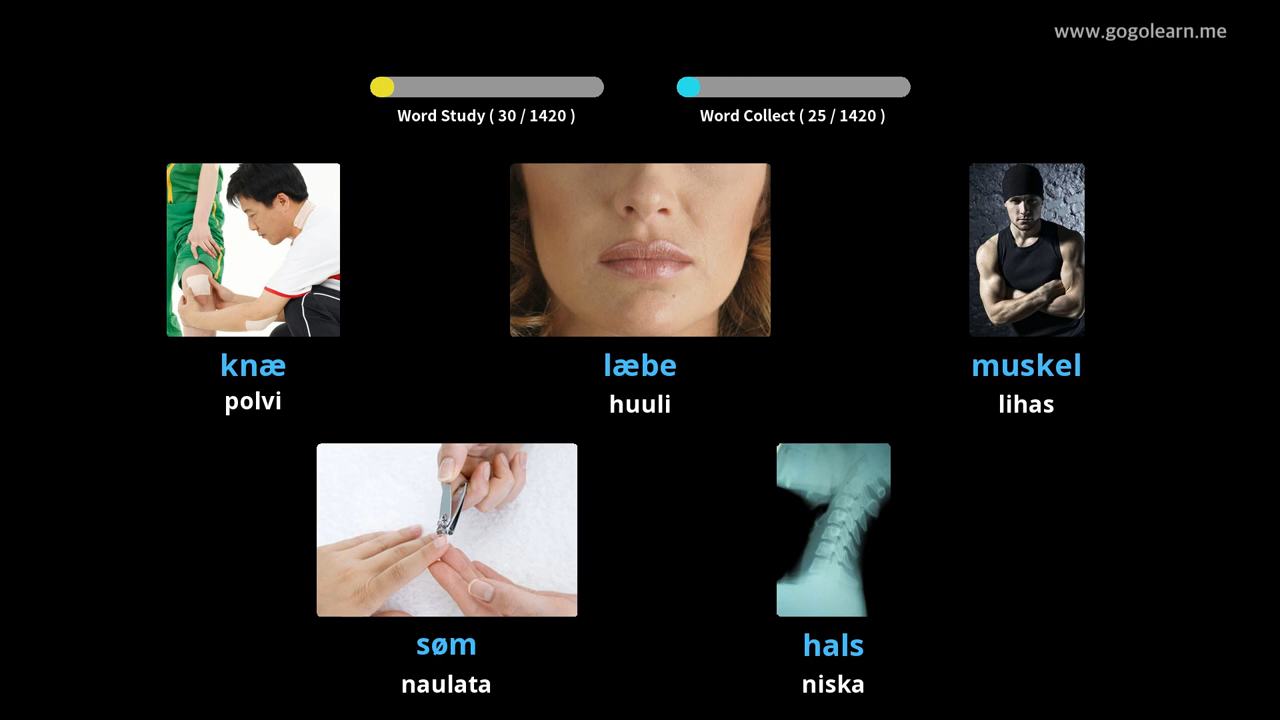 www.gogolearn.me
Word Study ( 30 / 1420 )
Word Collect ( 25 / 1420 )
knæ
polvi
læbe
huuli
muskel
lihas
søm
naulata
hals
niska